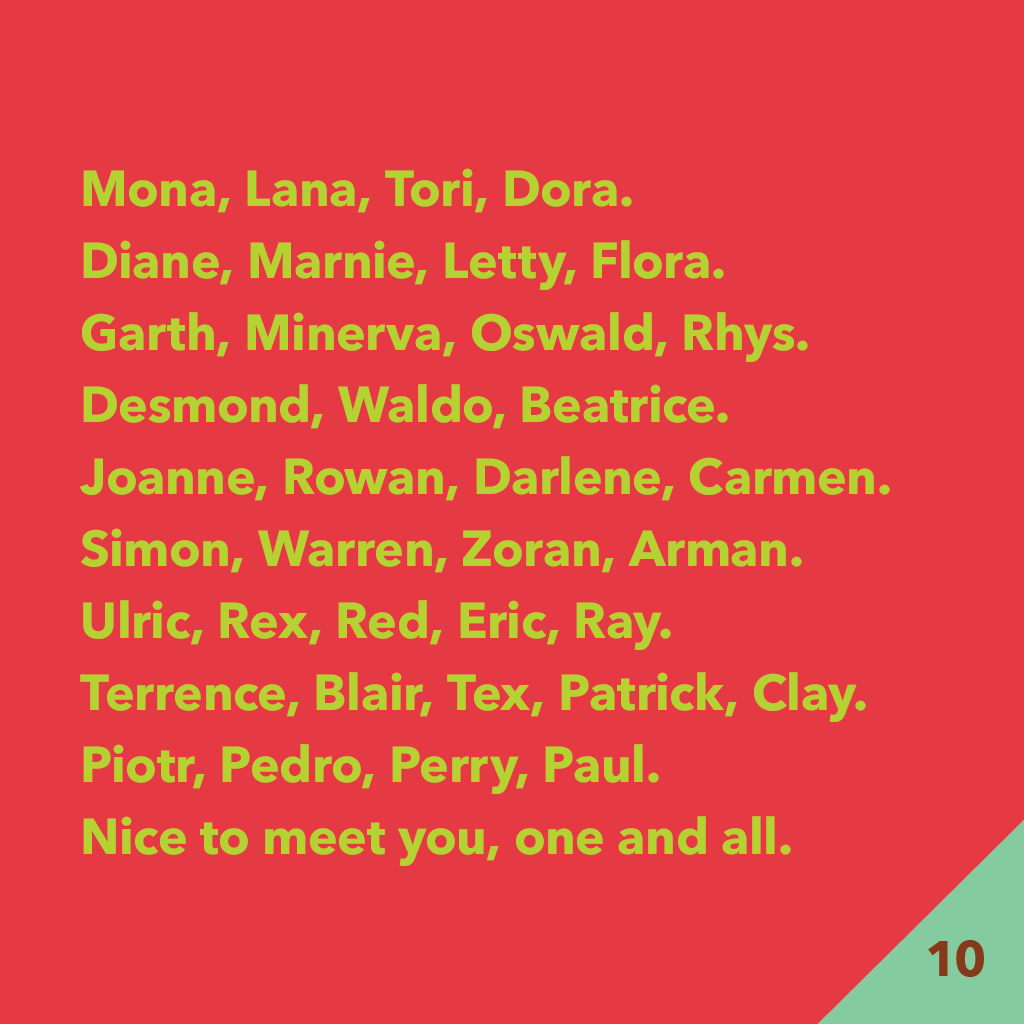 Mona, Lana, Tori, Dora.
Diane, Marnie, Letty, Flora.
Garth, Minerva, Oswald, Rhys.
Desmond, Waldo, Beatrice.
Joanne, Rowan, Darlene, Carmen.
Simon, Warren, Zoran, Arman.
Ulric, Rex, Red, Eric, Ray.
Terrence, Blair, Tex, Patrick, Clay.
Piotr, Pedro, Perry, Paul.
Nice to meet you, one and all.
10